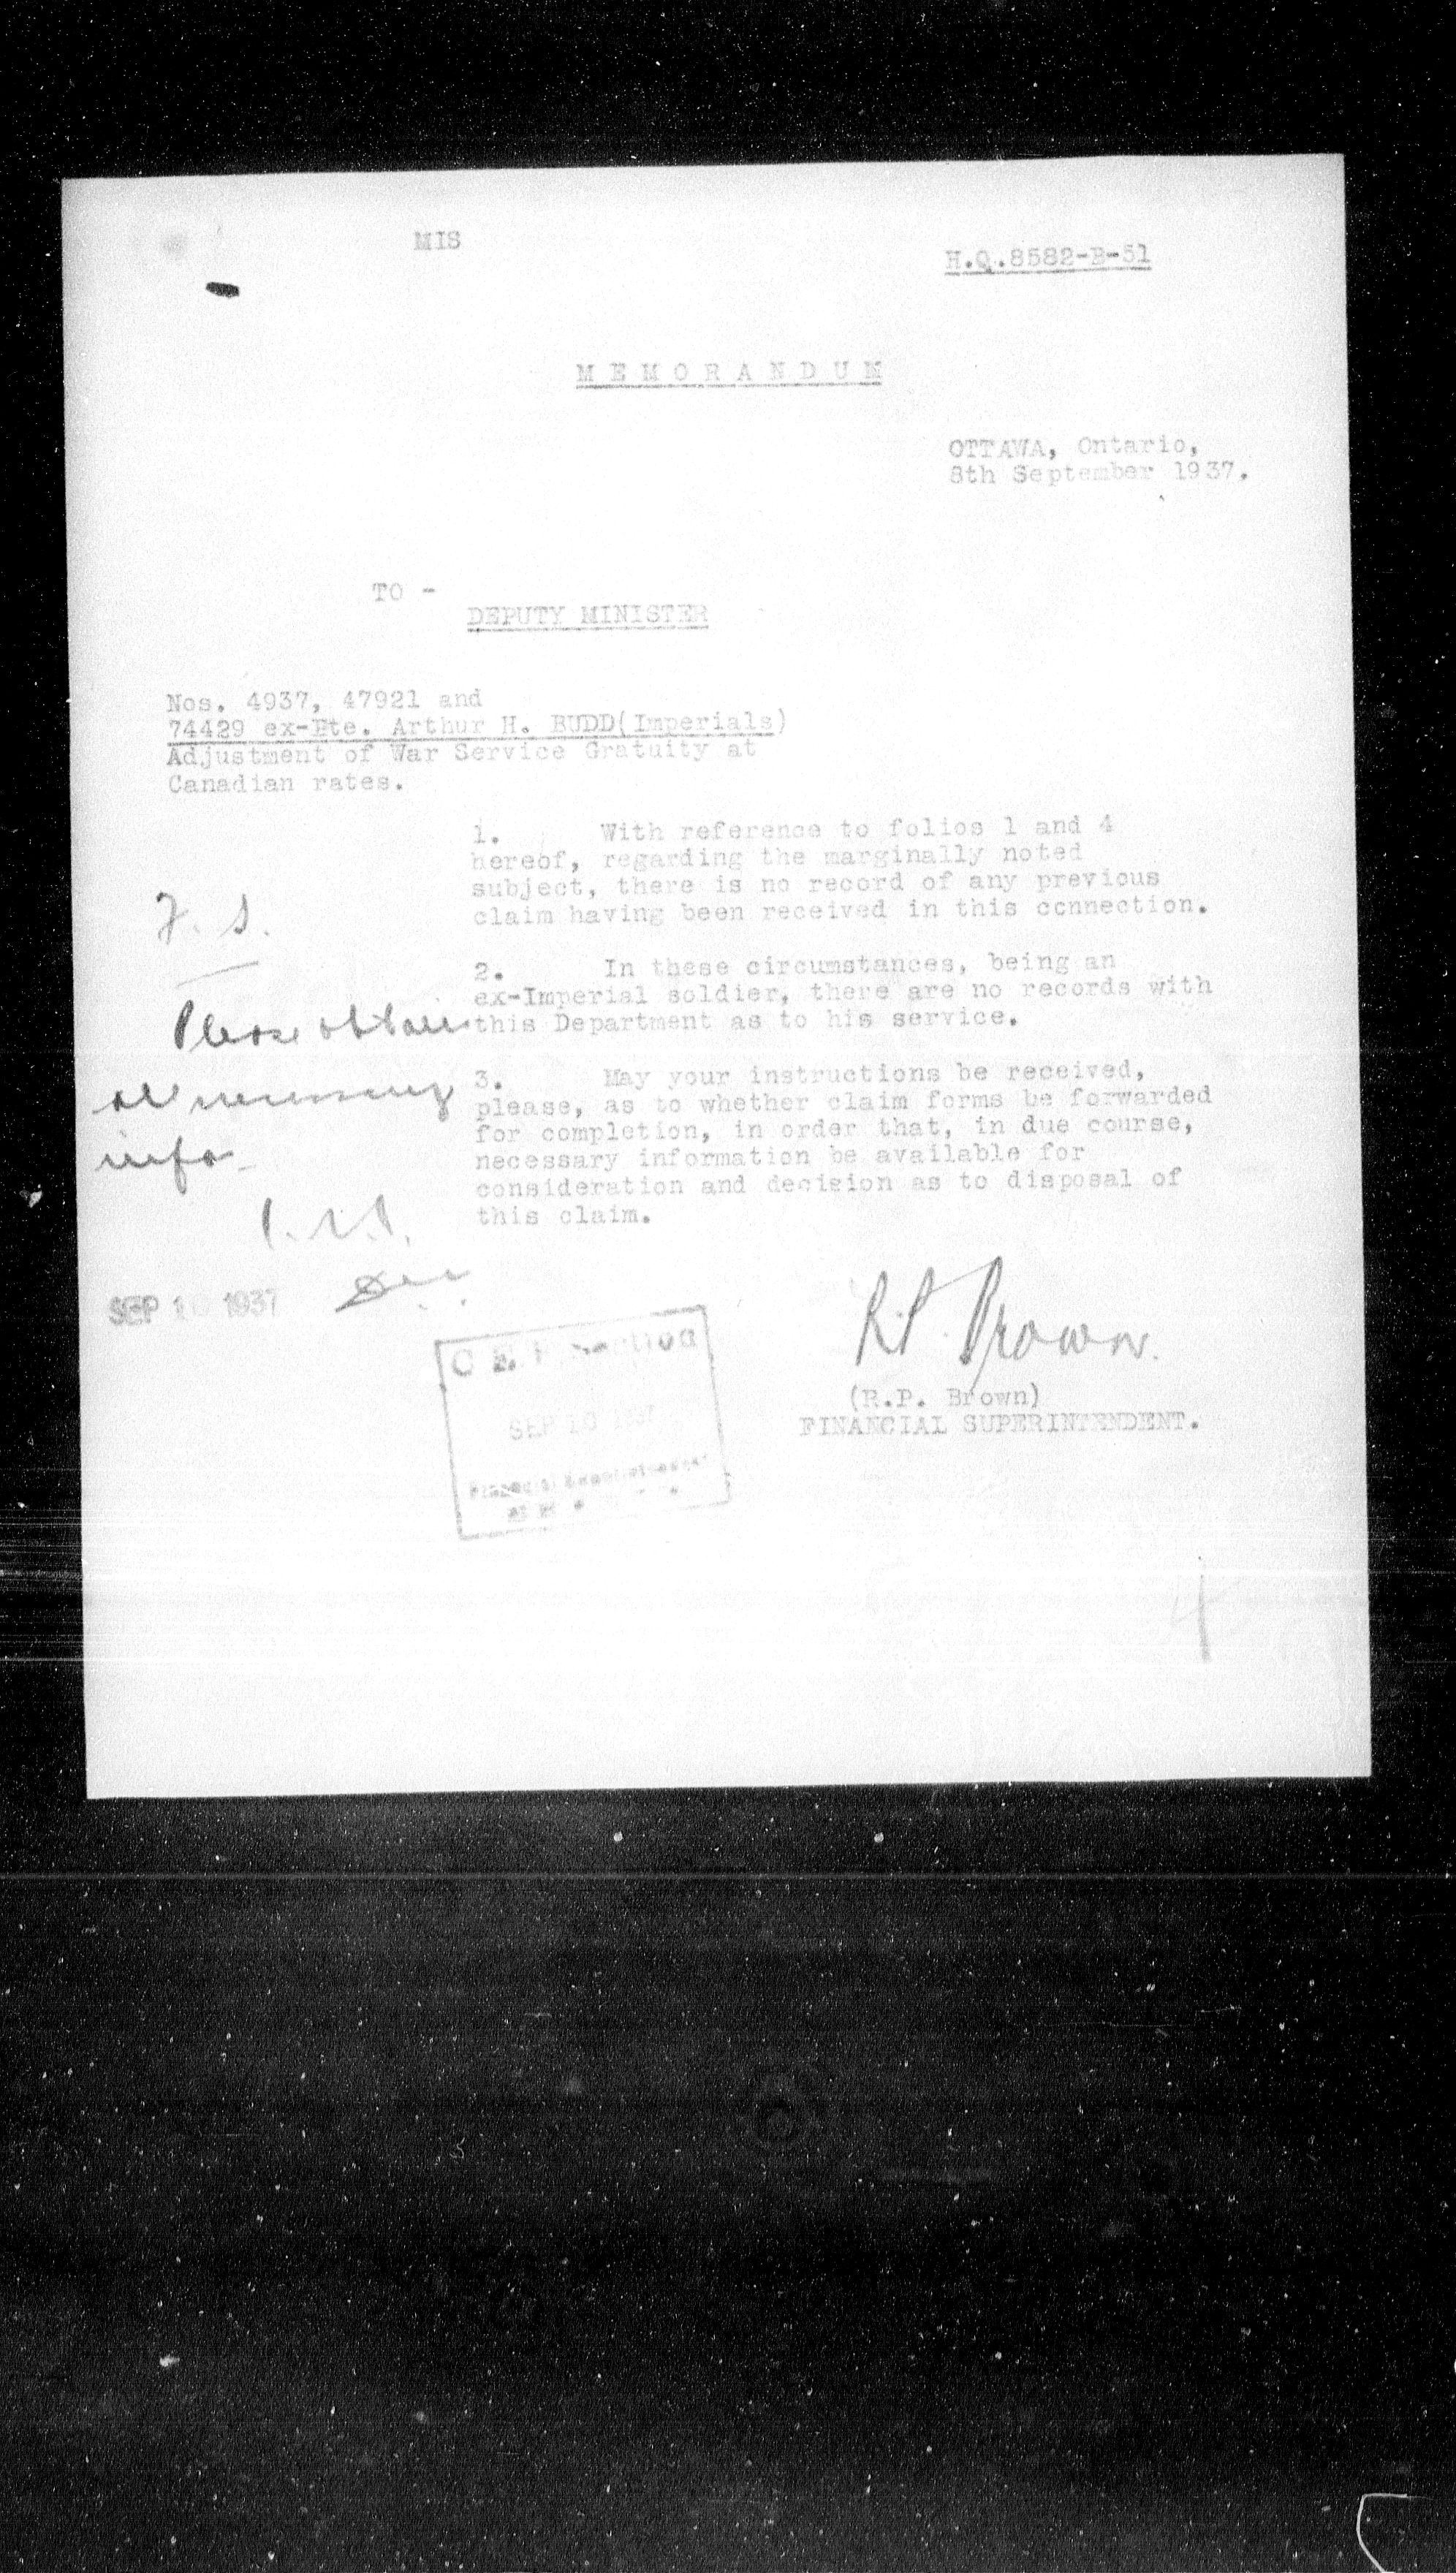 MIS
H.Q.8582-B-51
MEMORANDUM
OTTAWA, Ontario,
8th September 1937.
TO -
DEPUTY MINISTER
Nos. 4937, 47921 and
74429 ex-Pte. Arthur H. BUDD(Imperials)
Adjustment of War Service Gratuity at
Canadian rates.
1. With reference to folios 1 and 4
hereof, regarding the marginally noted
subject, there is no record of any previous
claim having been received in this connection.
2. In these circumstances, being an
ex-Imperial soldier, there are no records with
this Department as to his service.
3. May your instructions be received,
please, as to whether claim forms be forwarded
for completion, in order that, in due course,
necessary information be available for
consideration and decision as to disposal of
this claim.
F. S.
Please obtain
all necessary
info
SEP 10 1937
C.E.F. Section
SEP 10 1937
R.P. Brown.
(R.P. Brown)
FINANCIAL SUPERINTENDENT.
4